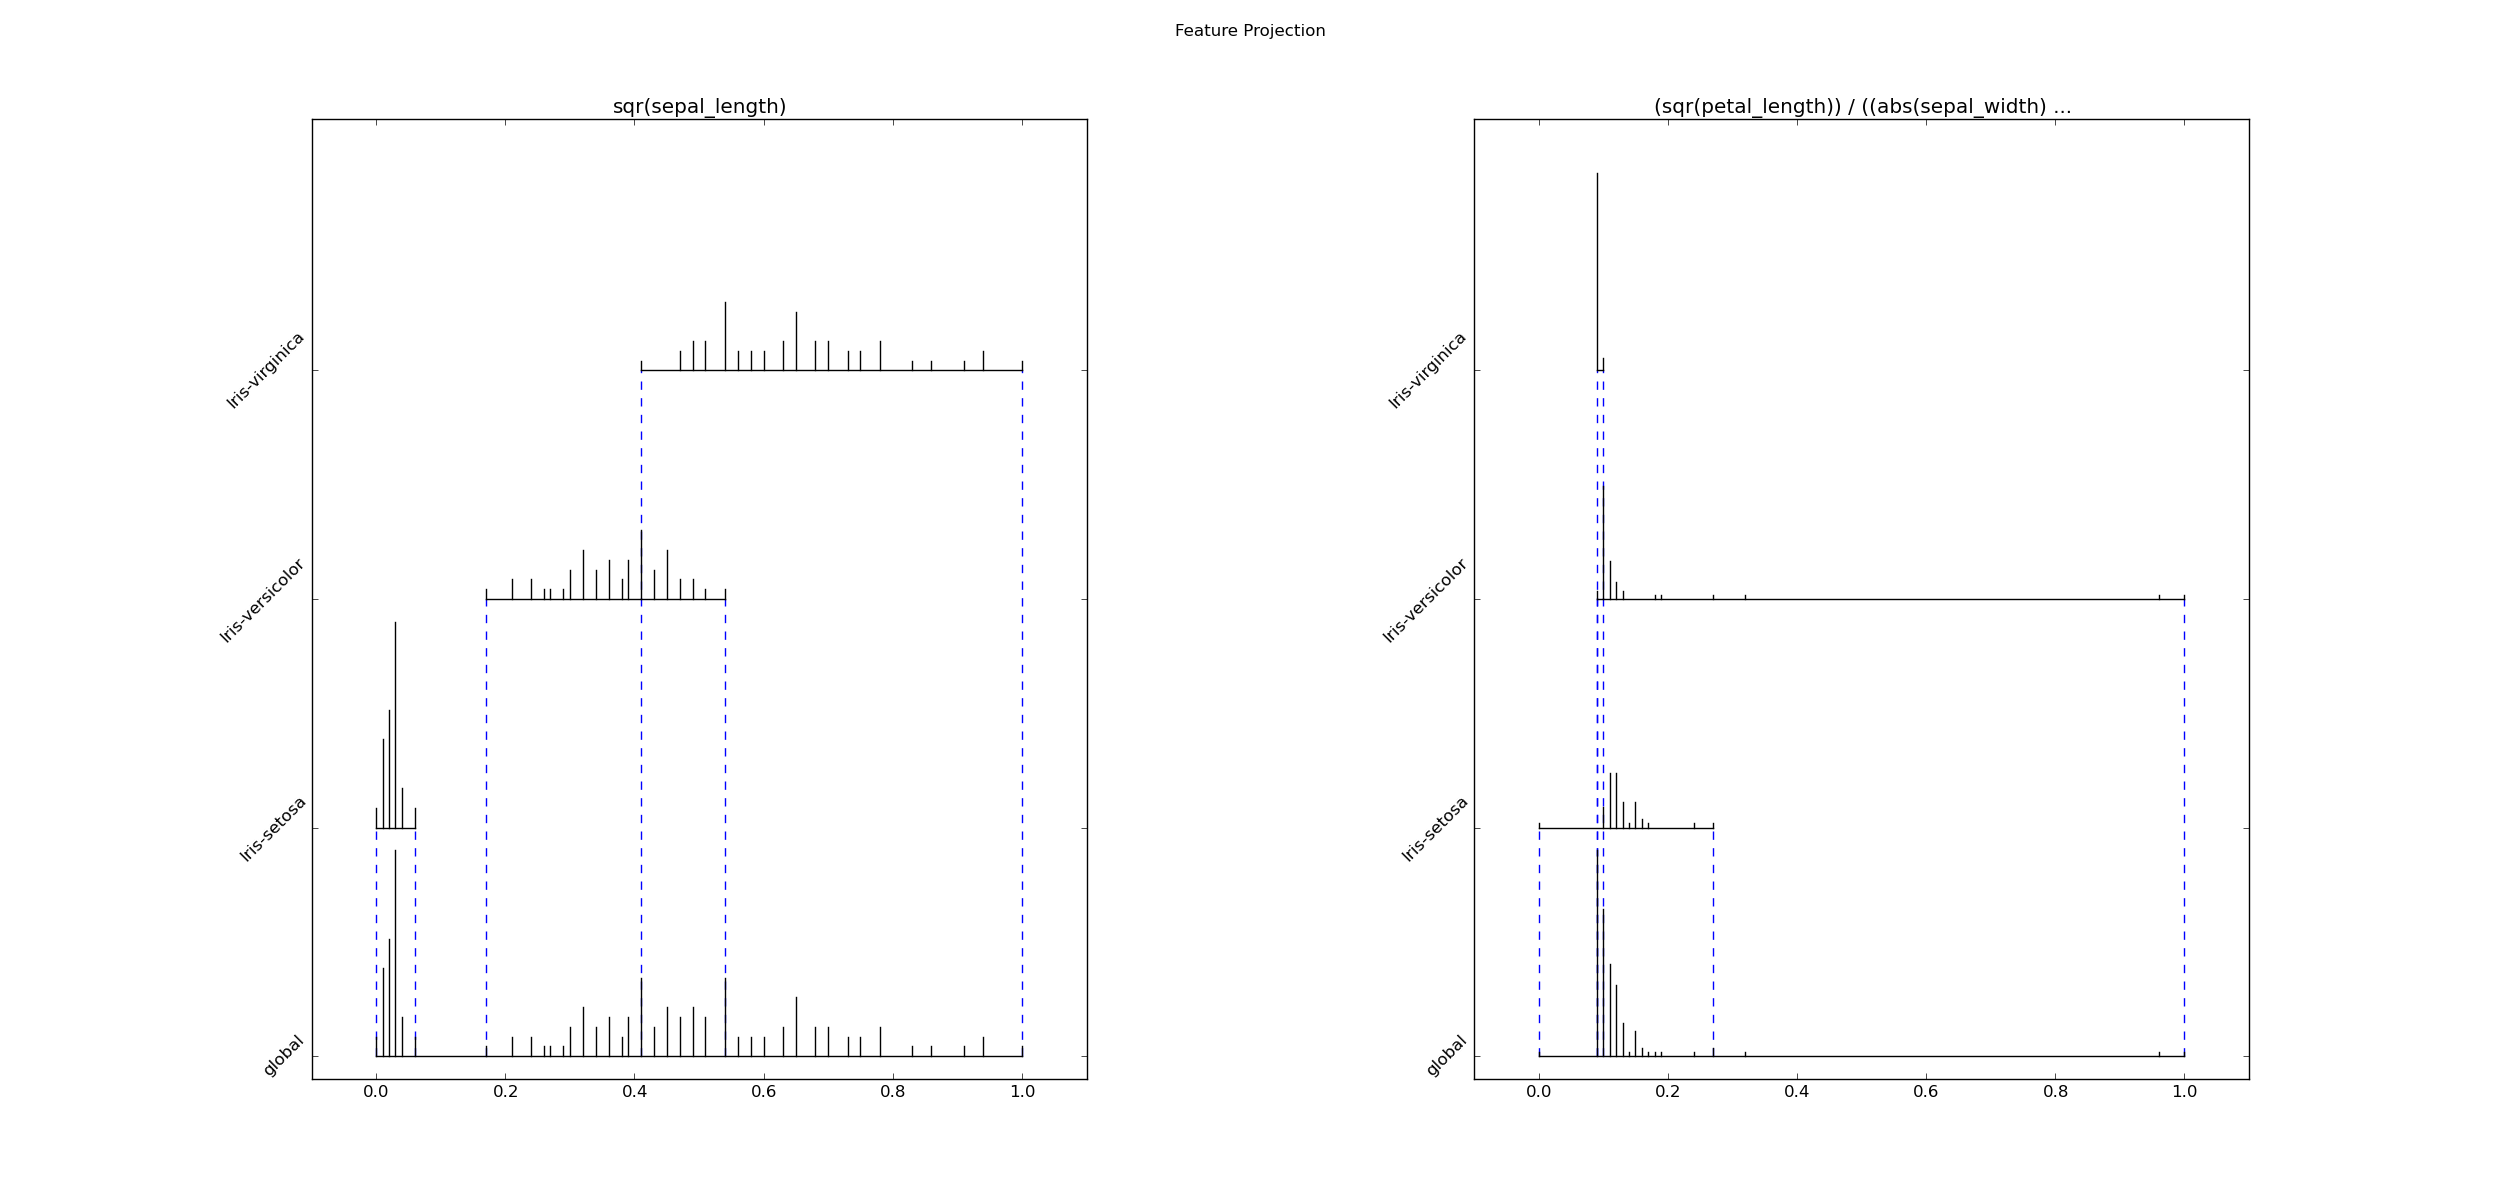 Feature Projection
sqr(sepal_length)
Iris-virginica
Iris-versicolor
Iris-setosa
global
0.0 0.2 0.4 0.6 0.8 1.0
(sqr(petal_length)) / ((abs(sepal_width) ...
Iris-virginica
Iris-versicolor
Iris-setosa
global
0.0 0.2 0.4 0.6 0.8 1.0